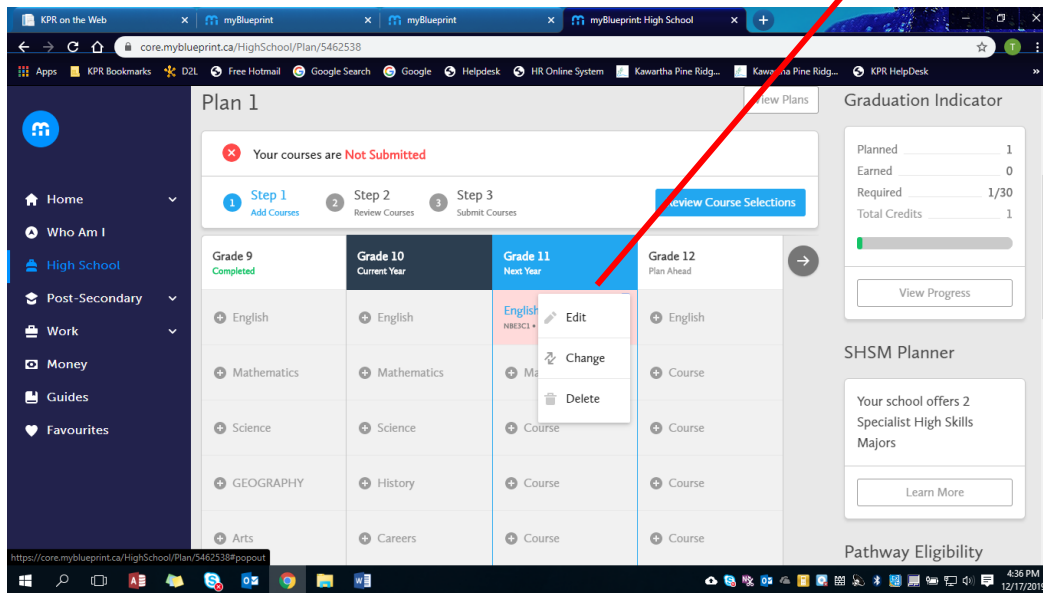 KPR on the Web
myBlueprint
myBlueprint
myBlueprint: High School
core.myblueprint.ca/HighSchool/Plan/5462538
T
Apps
KPR Bookmarks
D2L
Free Hotmail
Google Search
Google
Helpdesk
HR Online System
Kawartha Pine Ridg...
Kawartha Pine Ridg...
KPR HelpDesk
»
m
Home
Who Am I
High School
Post-Secondary
Work
Money
Guides
Favourites
Plan 1
View Plans
Your courses are Not Submitted
1 Step 1
Add Courses
2 Step 2
Review Courses
3 Step 3
Submit Courses
Review Course Selections
Grade 9
Completed
Grade 10
Current Year
Grade 11
Next Year
Grade 12
Plan Ahead
English
English
English
NBE3C1 •
English
Mathematics
Mathematics
Course
Science
Science
Course
Course
GEOGRAPHY
History
Course
Course
Arts
Careers
Course
Course
Edit
Change
Delete
Graduation Indicator
Planned 1
Earned 0
Required 1/30
Total Credits 1
View Progress
SHSM Planner
Your school offers 2
Specialist High Skills
Majors
Learn More
Pathway Eligibility
https://core.myblueprint.ca/HighSchool/Plan/5462538#popout
4:36 PM
12/17/2019